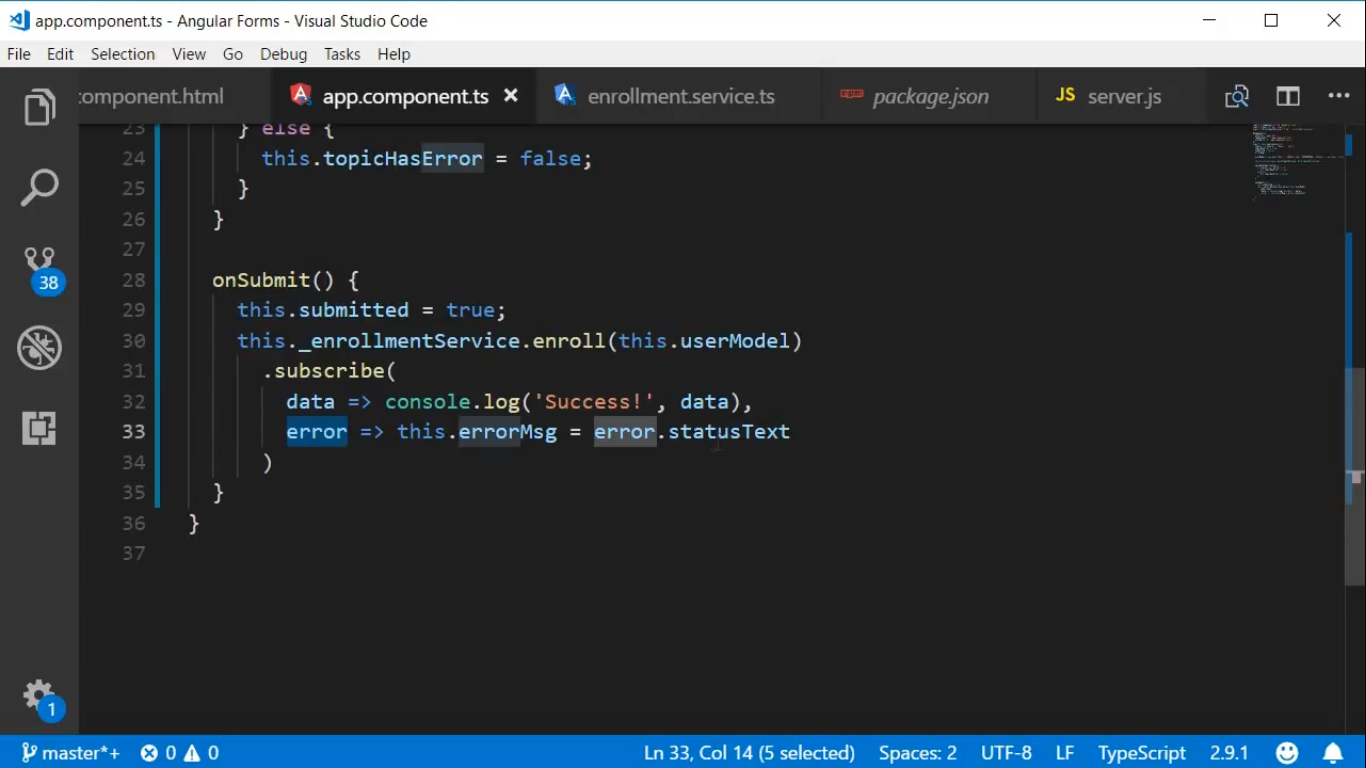 app.component.ts - Angular Forms - Visual Studio Code
File Edit Selection View Go Debug Tasks Help
component.html app.component.ts enrollment.service.ts package.json JS server.js
23 } else {
24 this.topicHasError = false;
25 }
26 }
27
28 onSubmit() {
29 this.submitted = true;
30 this._enrollmentService.enroll(this.userModel)
31 .subscribe(
32 data => console.log('Success!', data),
33 error => this.errorMsg = error.statusText
34 )
35 }
36 }
37
38
1
master*+ 0 0 Ln 33, Col 14 (5 selected) Spaces: 2 UTF-8 LF TypeScript 2.9.1